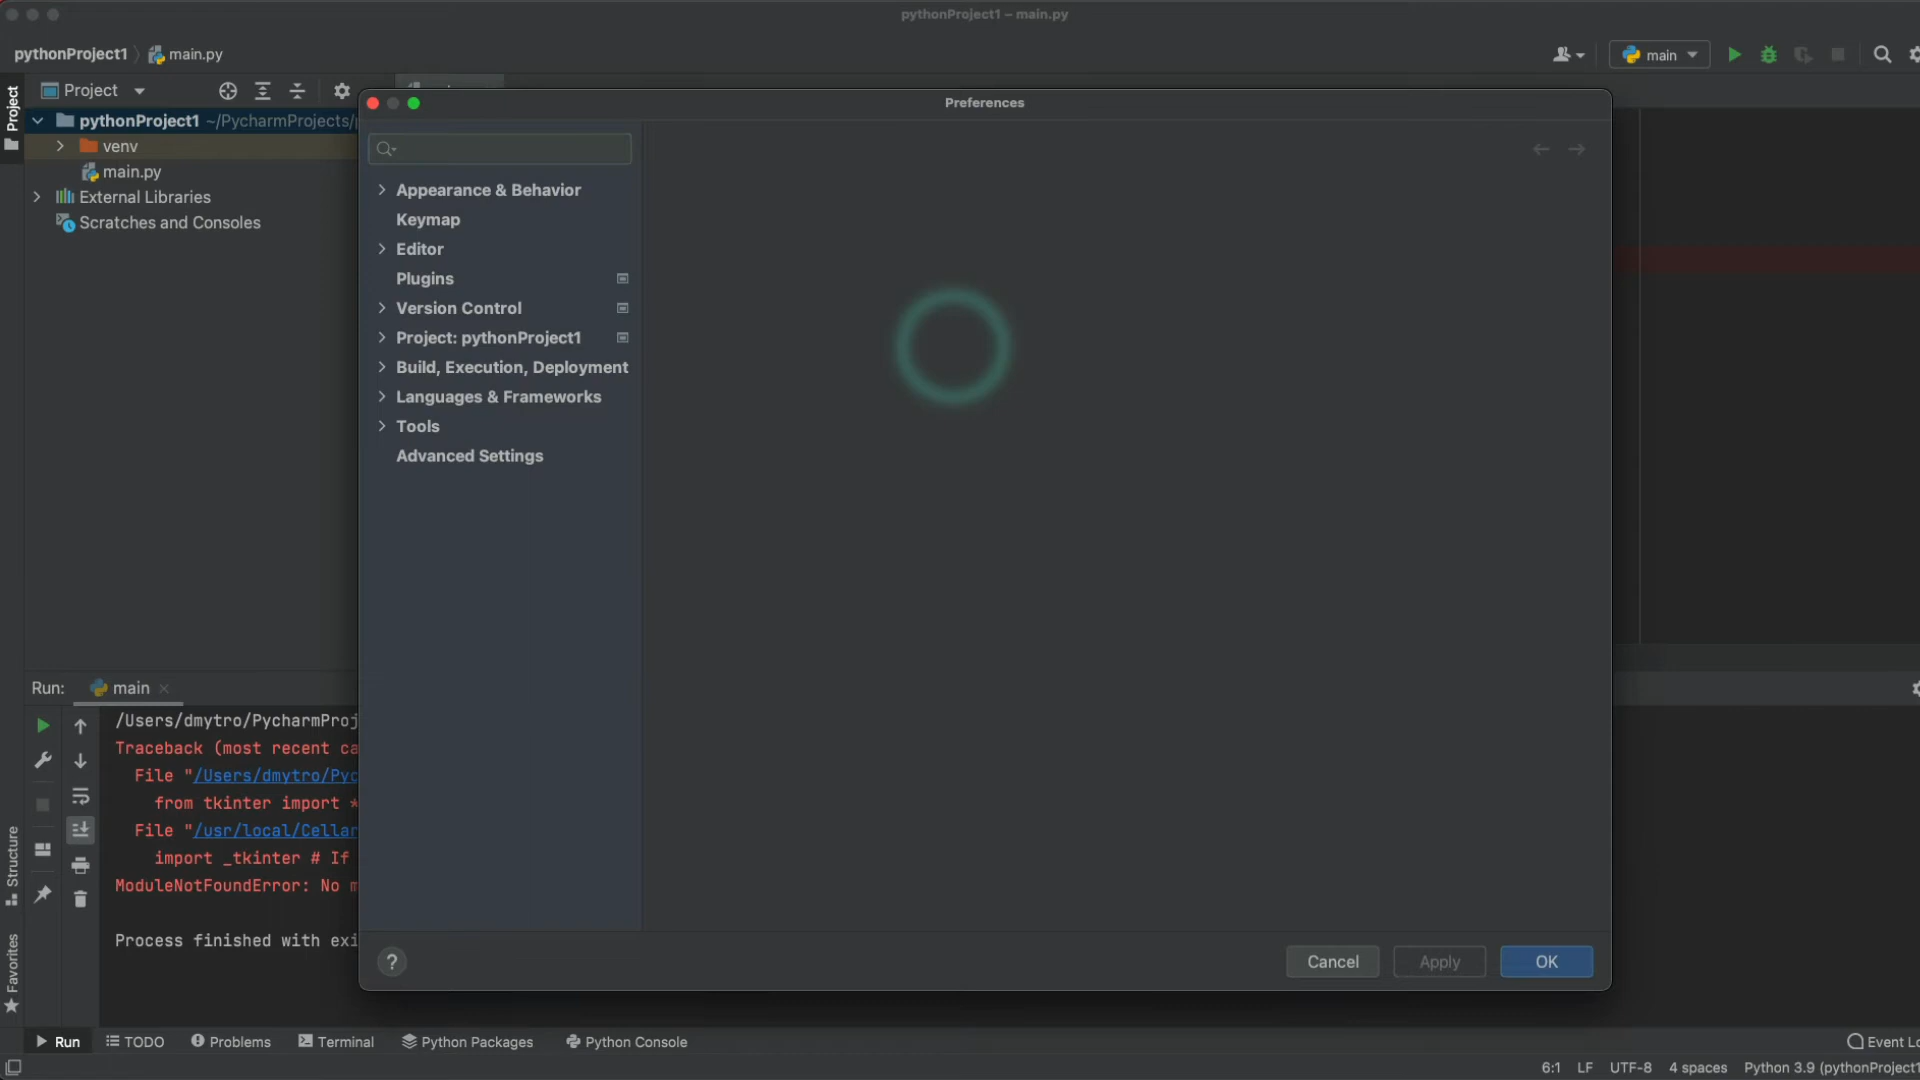 pythonProject1 – main.py
pythonProject1 main.py
main
Project
Project
Preferences
pythonProject1 ~/PycharmProjects/
venv
main.py
External Libraries
Scratches and Consoles
Appearance & Behavior
Keymap
Editor
Plugins
Version Control
Project: pythonProject1
Build, Execution, Deployment
Languages & Frameworks
Tools
Advanced Settings
Run: main
/Users/dmytro/PycharmProj
Traceback (most recent ca
File "/Users/dmytro/Pyc
from tkinter import *
File "/usr/local/Cellar
import _tkinter # If
ModuleNotFoundError: No m
Process finished with exi
Structure
Favorites
?
Cancel Apply OK
Run TODO Problems Terminal Python Packages Python Console Event Lo
6:1 LF UTF-8 4 spaces Python 3.9 (pythonProject1